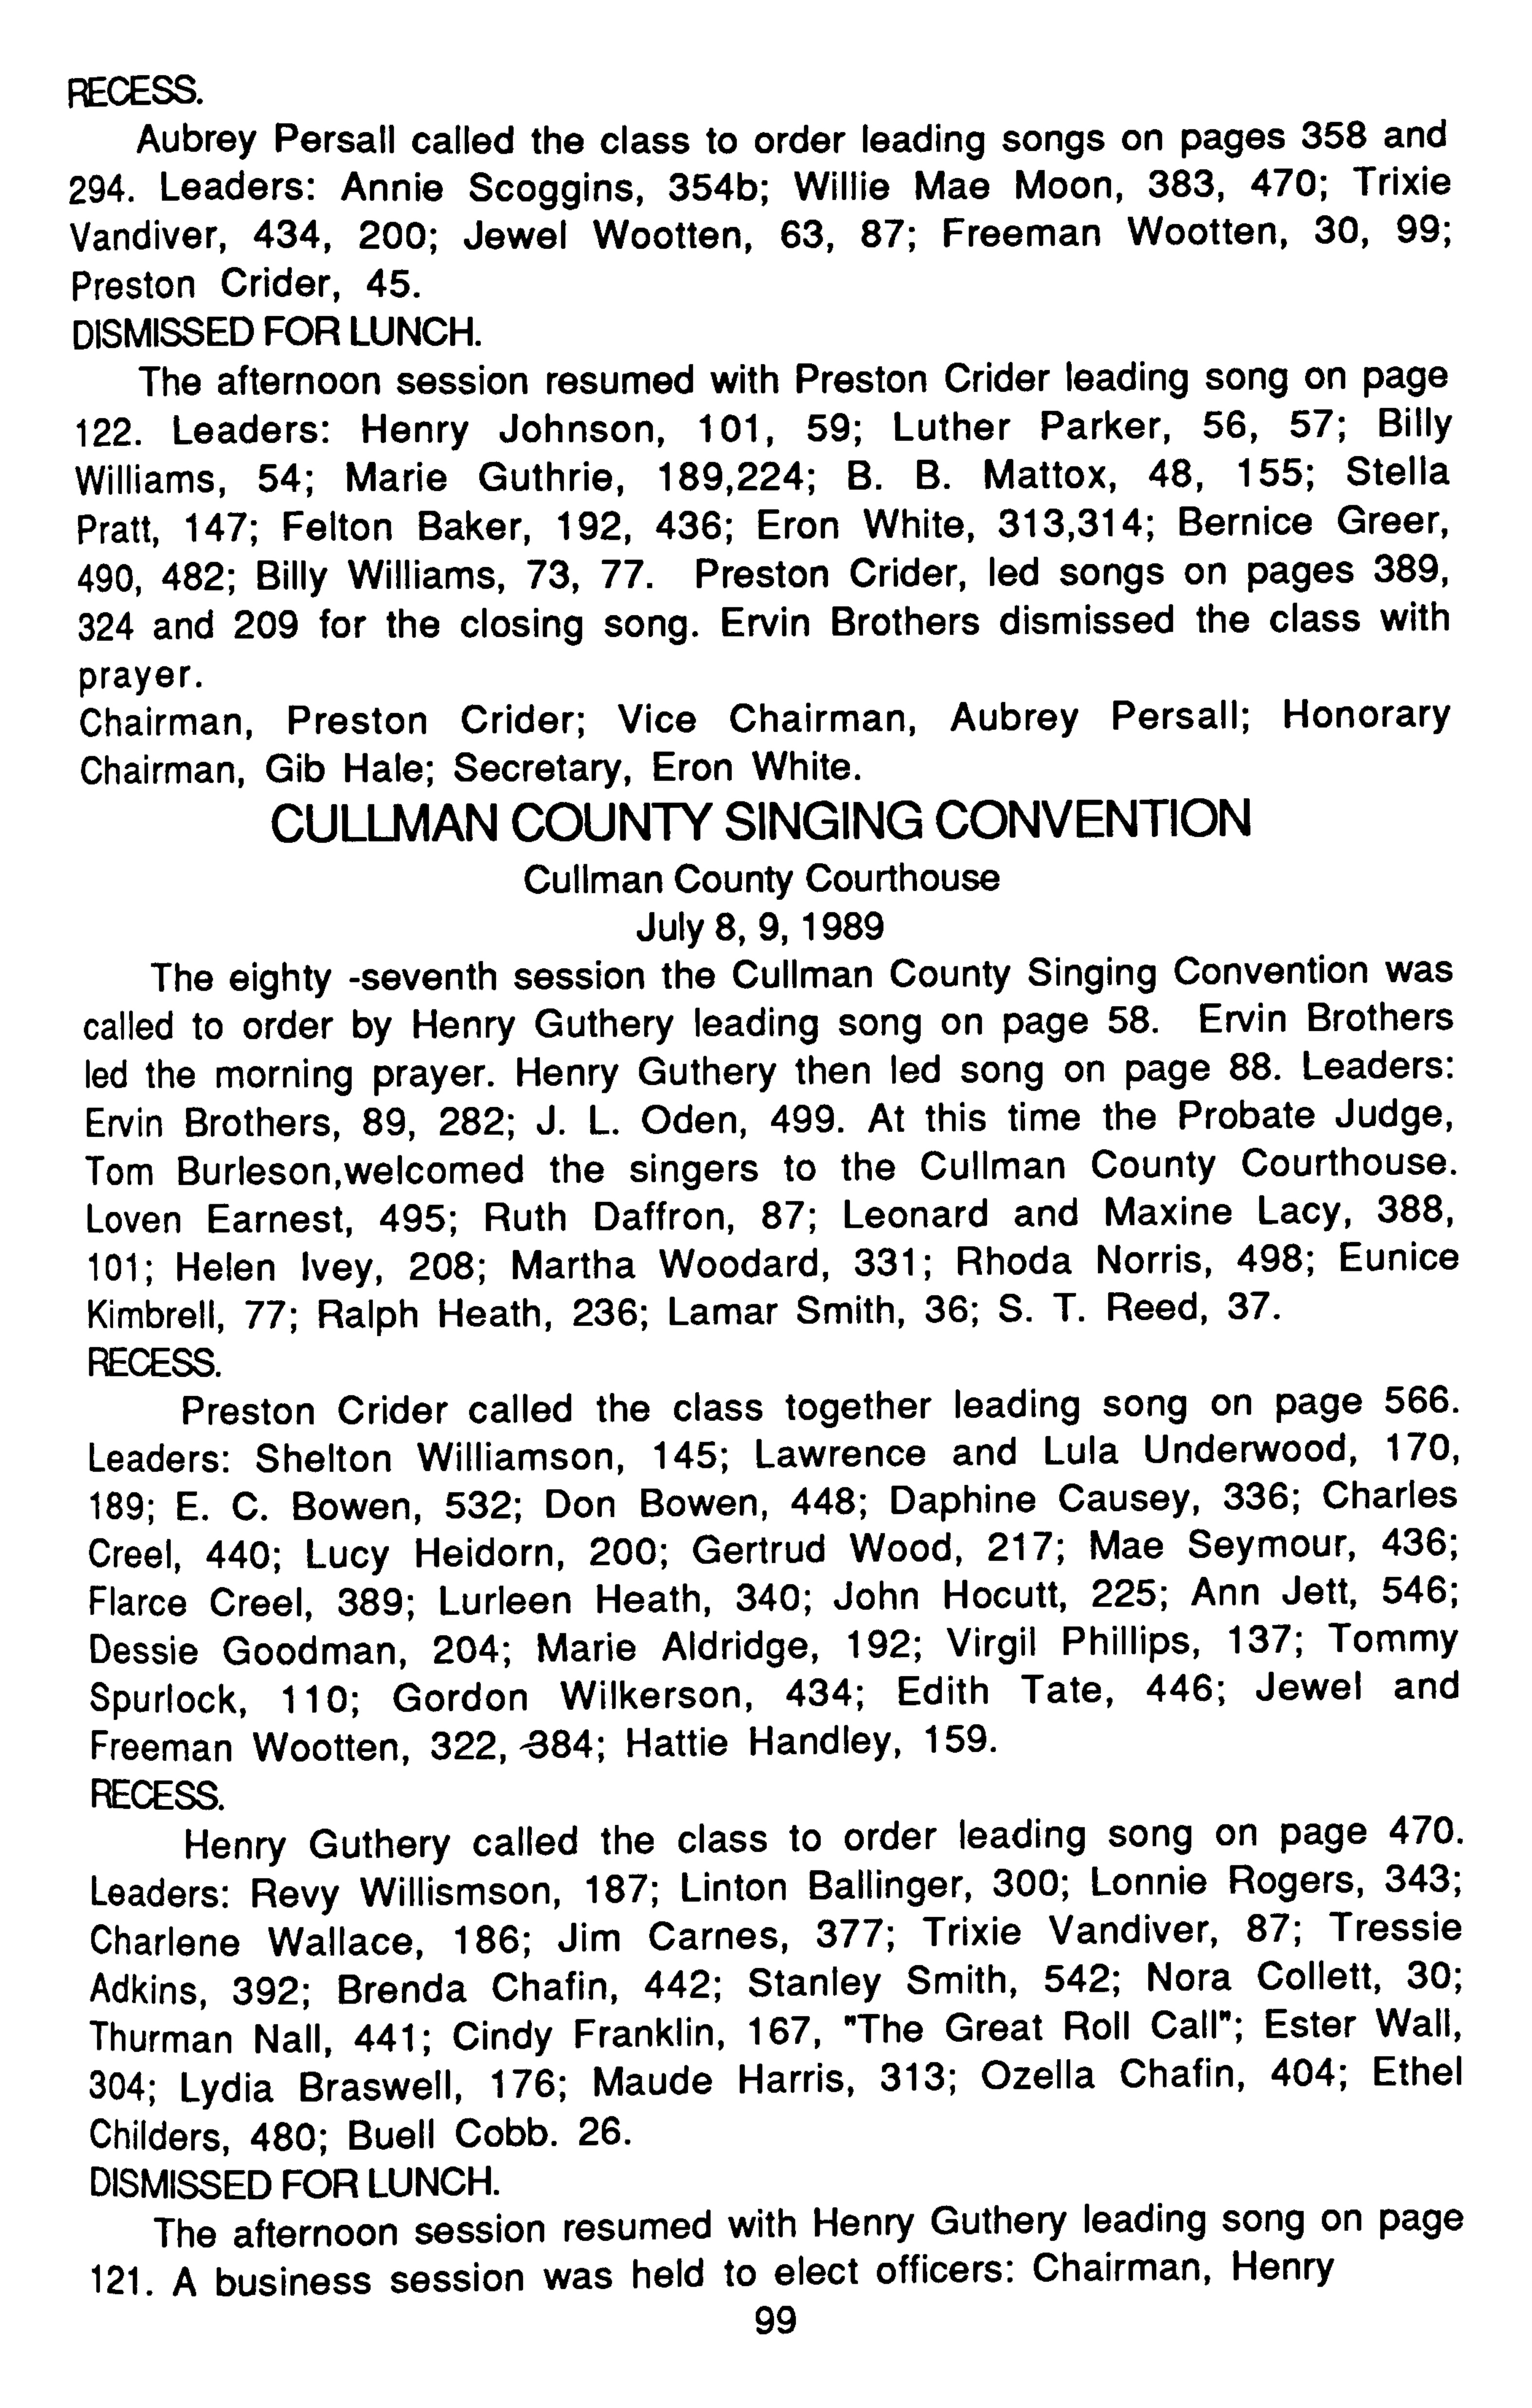 RECESS.
Aubrey Persall called the class to order leading songs on pages 358 and
294. Leaders: Annie Scoggins, 354b; Willie Mae Moon, 383, 470; Trixie
Vandiver, 434, 200; Jewel Wootten, 63, 87; Freeman Wootten, 30, 99;
Preston Crider, 45.
DISMISSED FOR LUNCH.
The afternoon session resumed with Preston Crider leading song on page
122. Leaders: Henry Johnson, 101, 59; Luther Parker, 56, 57; Billy
Williams, 54; Marie Guthrie, 189,224; B. B. Mattox, 48, 155; Stella
Pratt, 147; Felton Baker, 192, 436; Eron White, 313,314; Bernice Greer,
490, 482; Billy Williams, 73, 77. Preston Crider, led songs on pages 389,
324 and 209 for the closing song. Ervin Brothers dismissed the class with
prayer.
Chairman, Preston Crider; Vice Chairman, Aubrey Persall; Honorary
Chairman, Gib Hale; Secretary, Eron White.
CULLMAN COUNTY SINGING CONVENTION
Cullman County Courthouse
July 8, 9, 1989
The eighty -seventh session the Cullman County Singing Convention was
called to order by Henry Guthery leading song on page 58. Ervin Brothers
led the morning prayer. Henry Guthery then led song on page 88. Leaders:
Ervin Brothers, 89, 282; J. L. Oden, 499. At this time the Probate Judge,
Tom Burleson,welcomed the singers to the Cullman County Courthouse.
Loven Earnest, 495; Ruth Daffron, 87; Leonard and Maxine Lacy, 388,
101; Helen Ivey, 208; Martha Woodard, 331; Rhoda Norris, 498; Eunice
Kimbrell, 77; Ralph Heath, 236; Lamar Smith, 36; S. T. Reed, 37.
RECESS.
Preston Crider called the class together leading song on page 566.
Leaders: Shelton Williamson, 145; Lawrence and Lula Underwood, 170,
189; E. C. Bowen, 532; Don Bowen, 448; Daphine Causey, 336; Charles
Creel, 440; Lucy Heidorn, 200; Gertrud Wood, 217; Mae Seymour, 436;
Flarce Creel, 389; Lurleen Heath, 340; John Hocutt, 225; Ann Jett, 546;
Dessie Goodman, 204; Marie Aldridge, 192; Virgil Phillips, 137; Tommy
Spurlock, 110; Gordon Wilkerson, 434; Edith Tate, 446; Jewel and
Freeman Wootten, 322, 384; Hattie Handley, 159.
RECESS.
Henry Guthery called the class to order leading song on page 470.
Leaders: Revy Willismson, 187; Linton Ballinger, 300; Lonnie Rogers, 343;
Charlene Wallace, 186; Jim Carnes, 377; Trixie Vandiver, 87; Tressie
Adkins, 392; Brenda Chafin, 442; Stanley Smith, 542; Nora Collett, 30;
Thurman Nall, 441; Cindy Franklin, 167, "The Great Roll Call"; Ester Wall,
304; Lydia Braswell, 176; Maude Harris, 313; Ozella Chafin, 404; Ethel
Childers, 480; Buell Cobb. 26.
DISMISSED FOR LUNCH.
The afternoon session resumed with Henry Guthery leading song on page
121. A business session was held to elect officers: Chairman, Henry
99